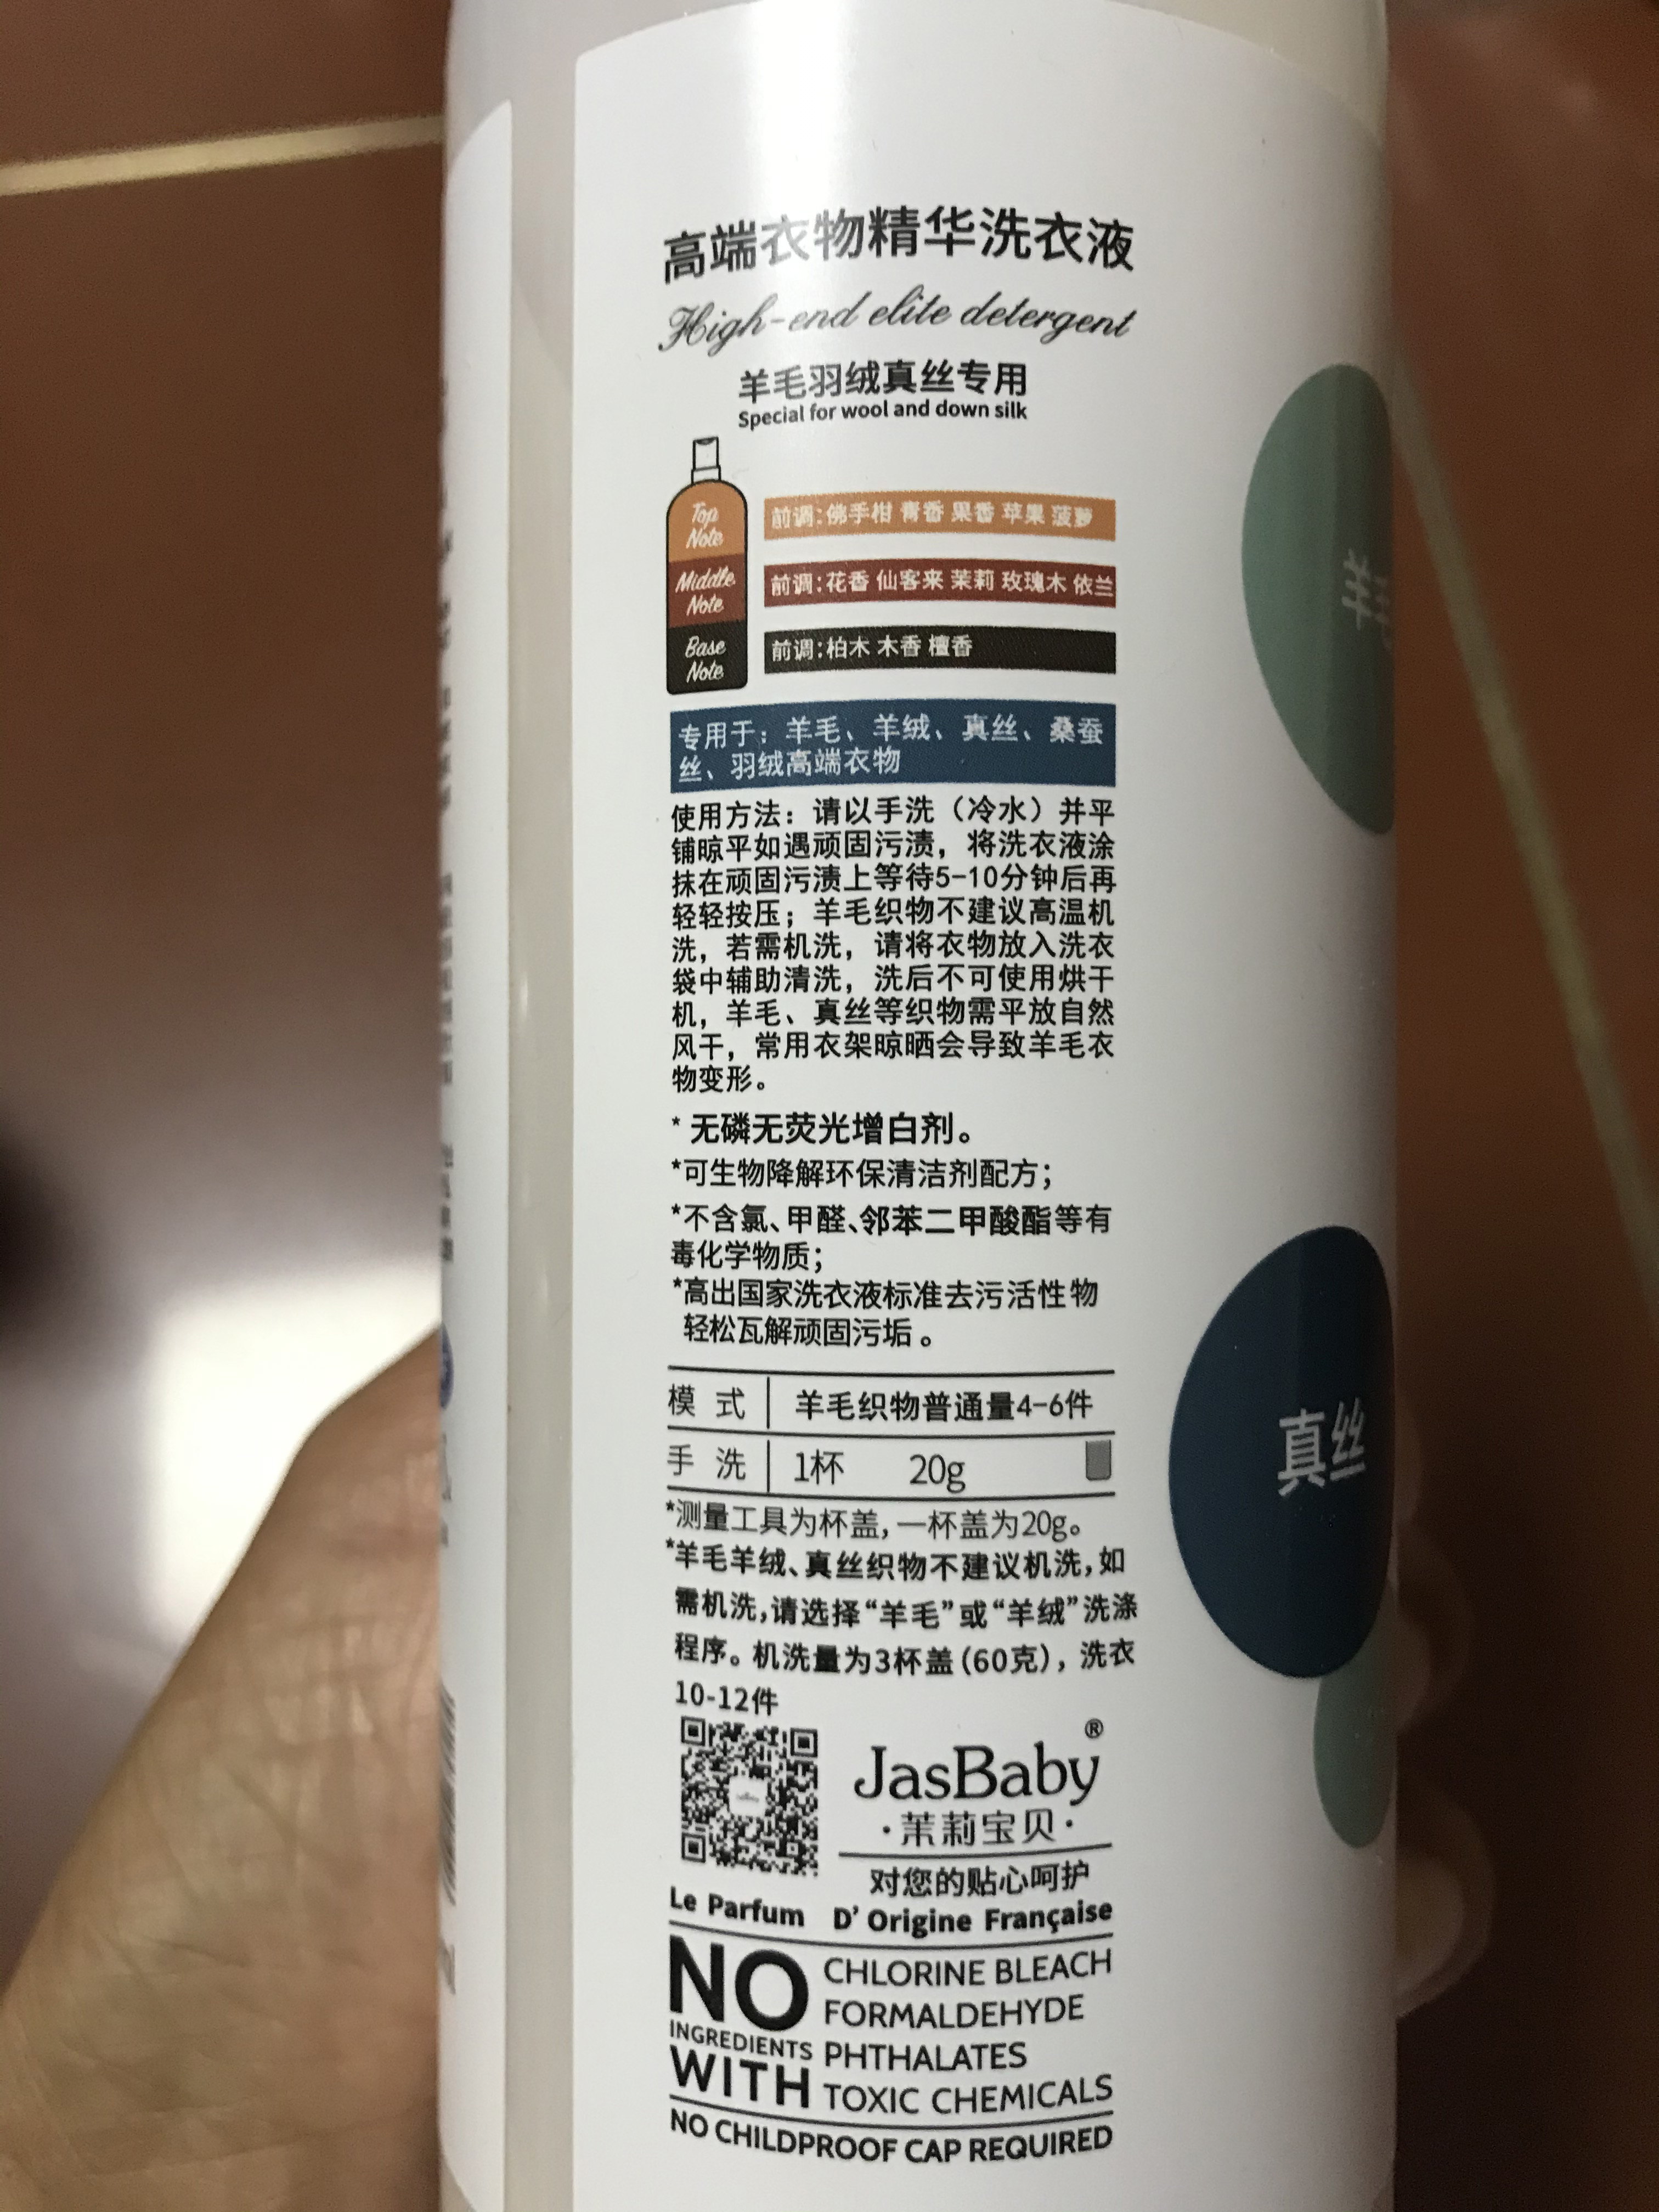 高端衣物精华洗衣液
High-end elite detergent
羊毛羽绒真丝专用
Special for wool and down silk
Top Note
前调:佛手柑 青香 果香 苹果 菠萝
Middle Note
前调:花香 仙客来 茉莉 玫瑰木 依兰
Base Note
前调:柏木 木香 檀香
专用于：羊毛、羊绒、真丝、桑蚕
丝、羽绒高端衣物
使用方法：请以手洗（冷水）并平
铺晾平如遇顽固污渍，将洗衣液涂
抹在顽固污渍上等待5-10分钟后再
轻轻按压；羊毛织物不建议高温机
洗，若需机洗，请将衣物放入洗衣
袋中辅助清洗，洗后不可使用烘干
机，羊毛、真丝等织物需平放自然
风干，常用衣架晾晒会导致羊毛衣
物变形。
* 无磷无荧光增白剂。
*可生物降解环保清洁剂配方；
*不含氯、甲醛、邻苯二甲酸酯等有
毒化学物质；
*高出国家洗衣液标准去污活性物
轻松瓦解顽固污垢。
模 式 羊毛织物普通量4-6件
手 洗 1杯 20g
*测量工具为杯盖，一杯盖为20g。
*羊毛羊绒、真丝织物不建议机洗，如
需机洗，请选择“羊毛”或“羊绒”洗涤
程序。机洗量为3杯盖（60克），洗衣
10-12件
JasBaby®
·茉莉宝贝·
对您的贴心呵护
Le Parfum D’ Origine Française
NO INGREDIENTS WITH
CHLORINE BLEACH
FORMALDEHYDE
PHTHALATES
TOXIC CHEMICALS
NO CHILDPROOF CAP REQUIRED
羊
真丝